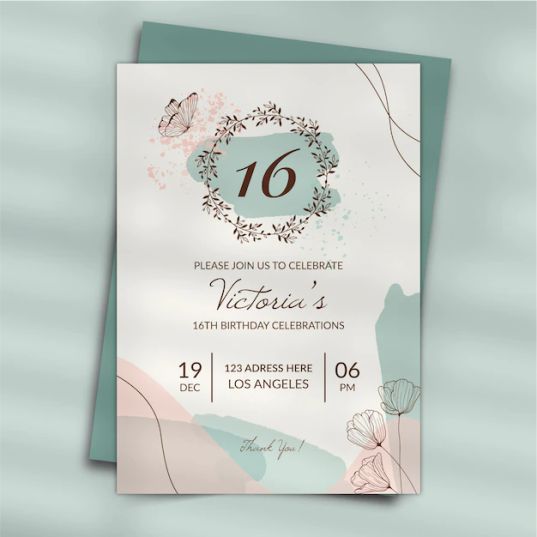 16
PLEASE JOIN US TO CELEBRATE
Victoria's
16TH BIRTHDAY CELEBRATIONS
19
DEC
123 ADRESS HERE
LOS ANGELES
06
PM
Thank You!